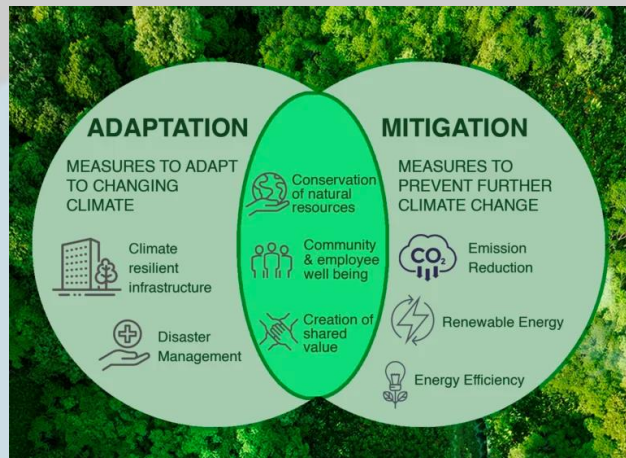 ADAPTATION
MEASURES TO ADAPT
TO CHANGING
CLIMATE
Climate
resilient
infrastructure
Disaster
Management
Conservation
of natural
resources
Community
& employee
well being
Creation of
shared
value
MITIGATION
MEASURES TO
PREVENT FURTHER
CLIMATE CHANGE
CO₂
Emission
Reduction
Renewable Energy
Energy Efficiency